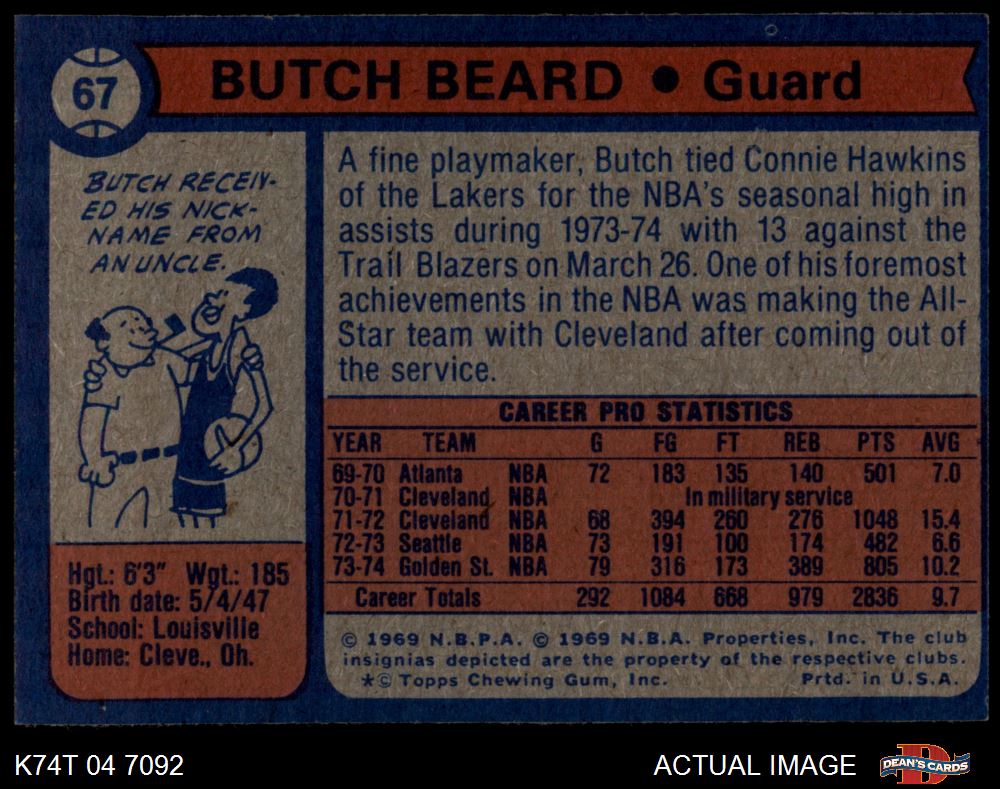 67
BUTCH BEARD • Guard
BUTCH RECEIV-
ED HIS NICK-
NAME FROM
AN UNCLE.
A fine playmaker, Butch tied Connie Hawkins
of the Lakers for the NBA's seasonal high in
assists during 1973-74 with 13 against the
Trail Blazers on March 26. One of his foremost
achievements in the NBA was making the All-
Star team with Cleveland after coming out of
the service.
CAREER PRO STATISTICS
YEAR TEAM G FG FT REB PTS AVG
69-70 Atlanta NBA 72 183 135 140 501 7.0
70-71 Cleveland NBA In military service
71-72 Cleveland NBA 68 394 260 276 1048 15.4
72-73 Seattle NBA 73 191 100 174 482 6.6
73-74 Golden St. NBA 79 316 173 389 805 10.2
Career Totals 292 1084 668 979 2836 9.7
Hgt.: 6'3" Wgt.: 185
Birth date: 5/4/47
School: Louisville
Home: Cleve., Oh.
© 1969 N.B.P.A. © 1969 N.B.A. Properties, Inc. The club
insignias depicted are the property of the respective clubs.
*© Topps Chewing Gum, Inc. Prtd. in U.S.A.
K74T 04 7092
ACTUAL IMAGE
D
DEAN'S CARDS